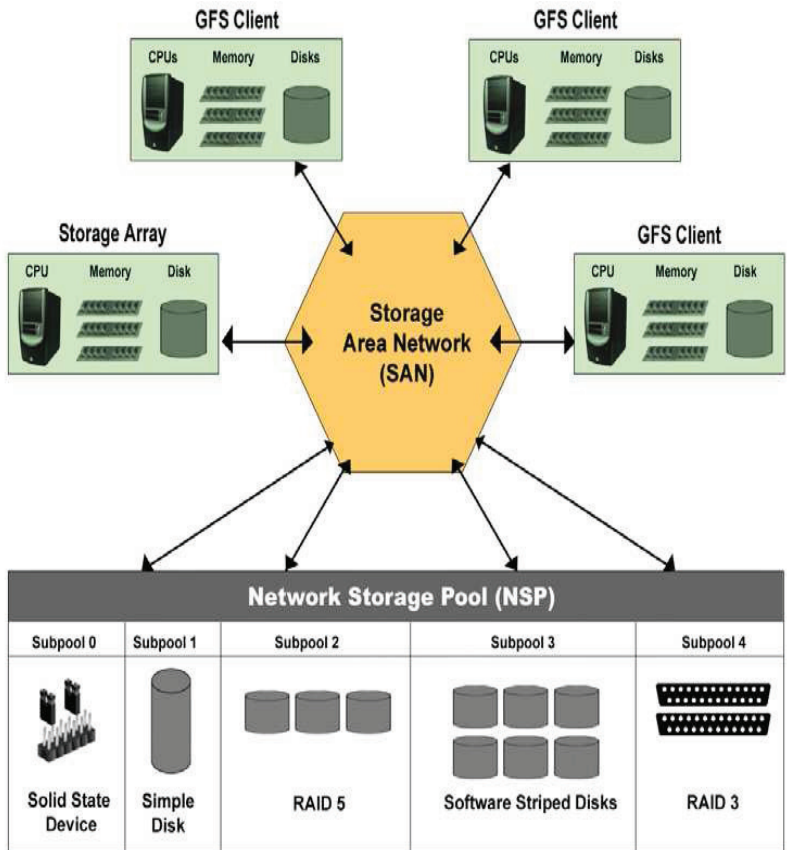 GFS Client
CPUs Memory Disks
GFS Client
CPUs Memory Disks
Storage Array
CPU Memory Disk
GFS Client
CPU Memory Disk
Storage
Area Network
(SAN)
Network Storage Pool (NSP)
Subpool 0
Subpool 1
Subpool 2
Subpool 3
Subpool 4
Solid State
Device
Simple
Disk
RAID 5
Software Striped Disks
RAID 3